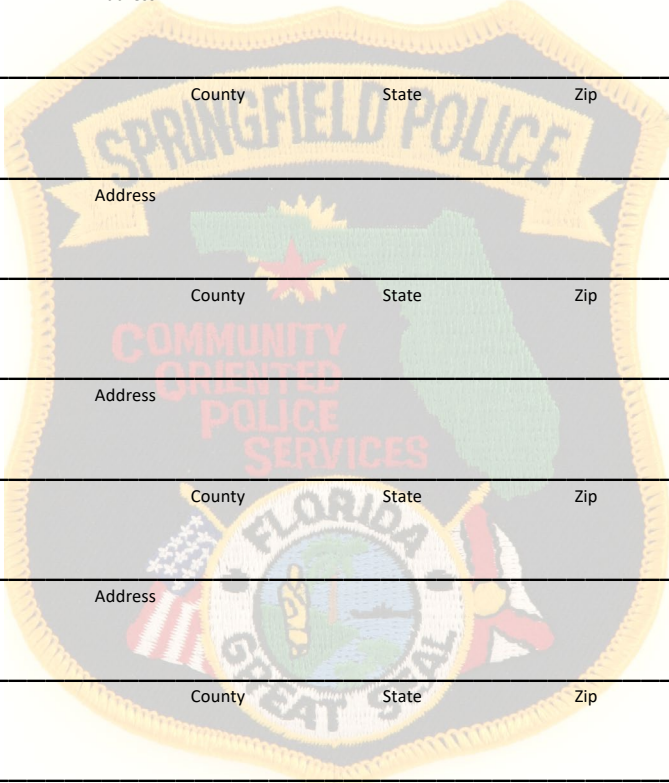 County State Zip
SPRINGFIELD POLICE
Address
County State Zip
COMMUNITY
ORIENTED
Address
POLICE
SERVICES
County State Zip
FLORIDA
Address
GREAT SEAL
County State Zip